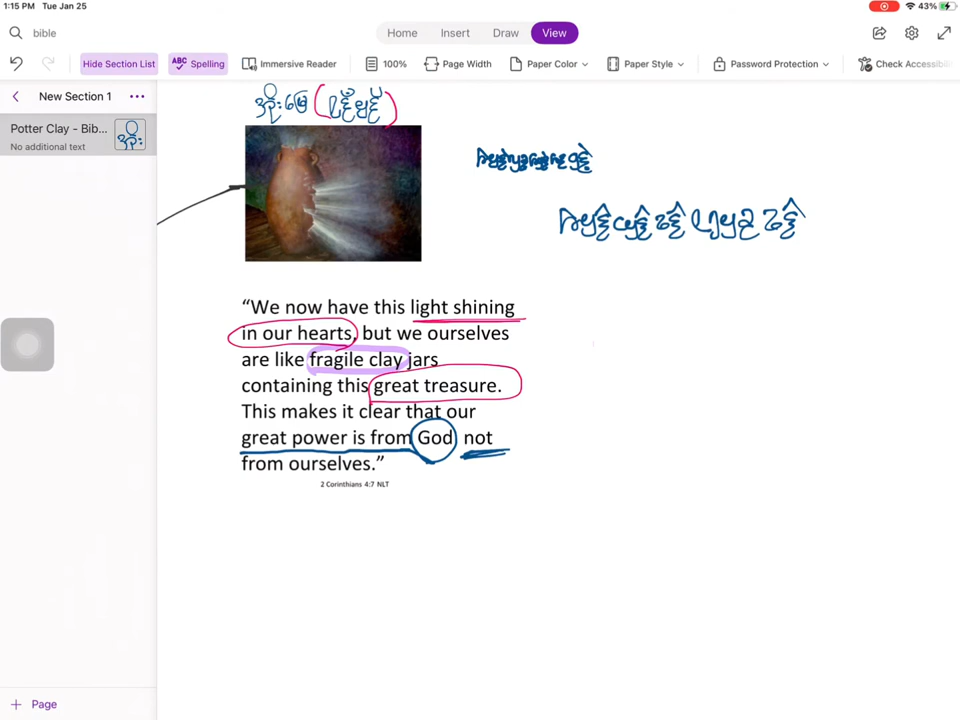 1:15 PM Tue Jan 25
43%
bible
Home Insert Draw View
Hide Section List
ABC Spelling
Immersive Reader
100%
Page Width
Paper Color
Paper Style
Password Protection
Check Accessibil
New Section 1
Potter Clay - Bib...
No additional text
“We now have this light shining
in our hearts, but we ourselves
are like fragile clay jars
containing this great treasure.
This makes it clear that our
great power is from God not
from ourselves.”
2 Corinthians 4:7 NLT
Page